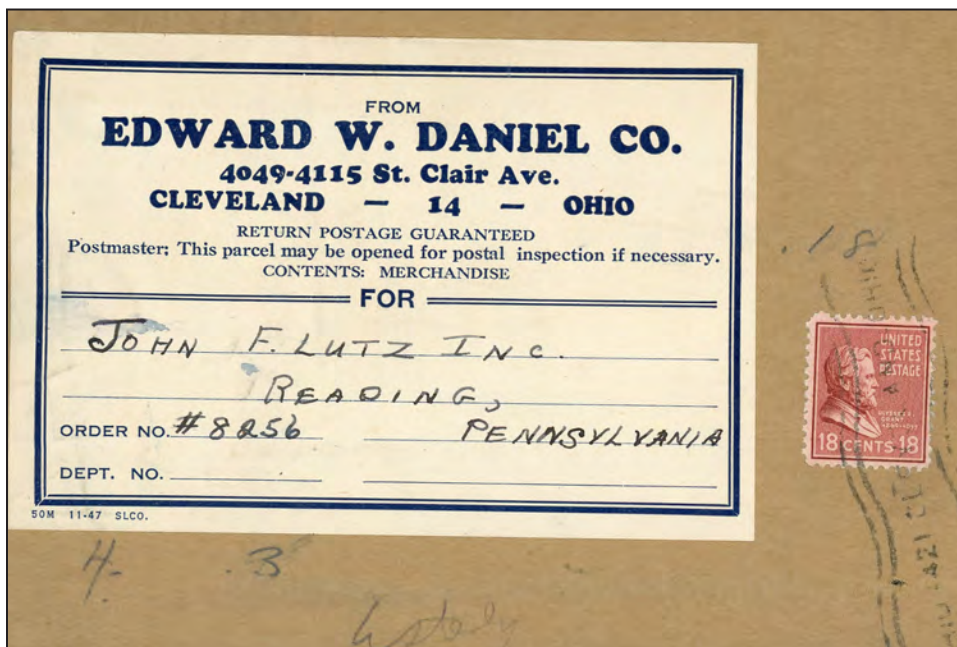 FROM
EDWARD W. DANIEL CO.
4049-4115 St. Clair Ave.
CLEVELAND — 14 — OHIO
RETURN POSTAGE GUARANTEED
Postmaster: This parcel may be opened for postal inspection if necessary.
CONTENTS: MERCHANDISE
FOR
JOHN F. LUTZ INC.
READING,
ORDER NO. #8256 PENNSYLVANIA
DEPT. NO.
50M 11-47 SLCO.
.18
UNITED
STATES
POSTAGE
ULYSSES S
GRANT
18 CENTS 18
4. .3